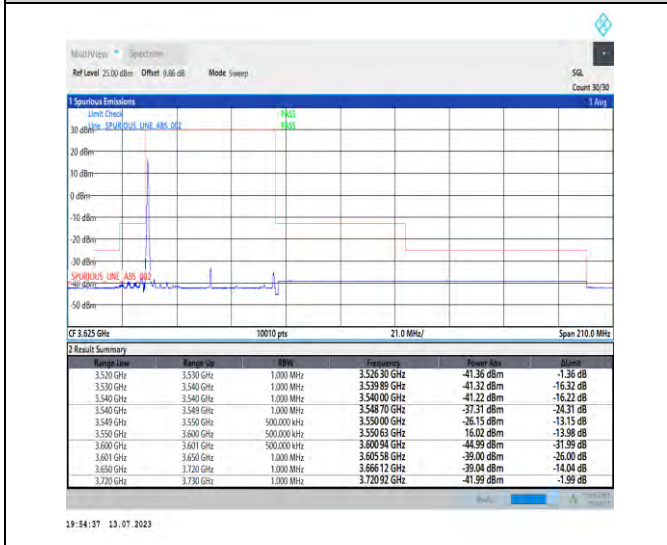 MultiView Spectrum
Ref Level 25.00 dBm Offset 9.86 dB Mode Sweep SGL
Count 30/30
1 Spurious Emissions 1 Avg
Limit Check PASS
Line SPURIOUS_LINE_ABS_002 PASS
30 dBm
20 dBm
10 dBm
0 dBm
-10 dBm
-20 dBm
-30 dBm
SPURIOUS_LINE_ABS_002
-40 dBm
-50 dBm
CF 3.625 GHz 10010 pts 21.0 MHz/ Span 210.0 MHz
2 Result Summary
Range Low Range Up RBW Frequency Power Abs ΔLimit
3.520 GHz 3.530 GHz 1.000 MHz 3.526 30 GHz -41.36 dBm -1.36 dB
3.530 GHz 3.540 GHz 1.000 MHz 3.539 89 GHz -41.32 dBm -16.32 dB
3.540 GHz 3.540 GHz 1.000 MHz 3.540 00 GHz -41.22 dBm -16.22 dB
3.540 GHz 3.549 GHz 1.000 MHz 3.548 70 GHz -37.31 dBm -24.31 dB
3.549 GHz 3.550 GHz 500.000 kHz 3.550 00 GHz -26.15 dBm -13.15 dB
3.550 GHz 3.600 GHz 500.000 kHz 3.550 63 GHz 16.02 dBm -13.98 dB
3.600 GHz 3.601 GHz 500.000 kHz 3.600 94 GHz -44.99 dBm -31.99 dB
3.601 GHz 3.650 GHz 1.000 MHz 3.605 58 GHz -39.00 dBm -26.00 dB
3.650 GHz 3.720 GHz 1.000 MHz 3.666 12 GHz -39.04 dBm -14.04 dB
3.720 GHz 3.730 GHz 1.000 MHz 3.720 92 GHz -41.99 dBm -1.99 dB
19:54:37 13.07.2023